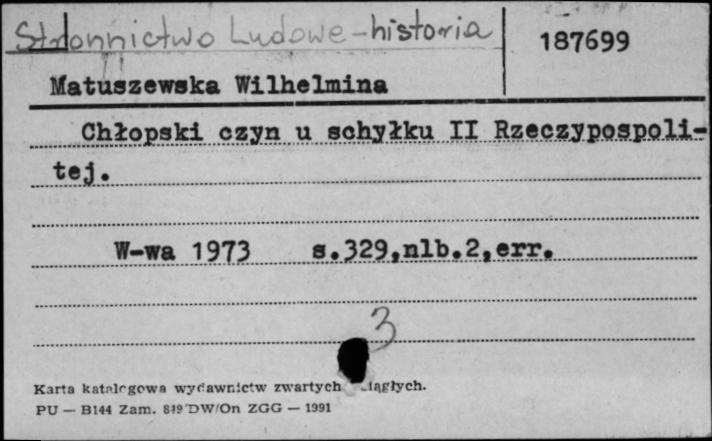 Stronnictwo Ludowe - historia
187699
Matuszewska Wilhelmina
Chłopski czyn u schyłku II Rzeczypospoli-
tej.
W-wa 1973 s.329,nlb.2,err.
3
Karta katalogowa wydawnictw zwartych
PU — B144 Zam. DW/On ZGG — 1991